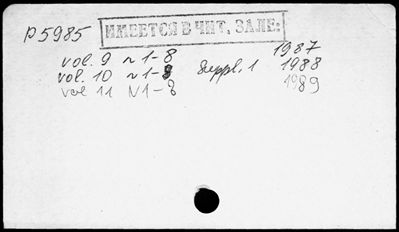 p5985 ИМЕЕТСЯ В ЧИТ. ЗАЛЕ:
vol. 9 N 1-8 1987
vol. 10 N 1-8 Suppl. 1 1988
vol 11 N 1-8 1989